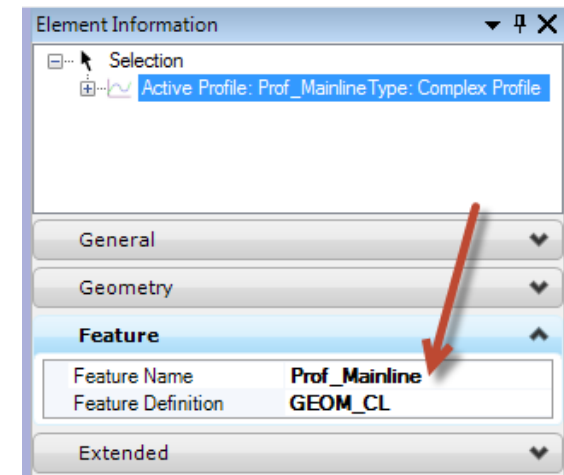 Element Information
Selection
Active Profile: Prof_MainlineType: Complex Profile
General
Geometry
Feature
Feature Name Prof_Mainline
Feature Definition GEOM_CL
Extended